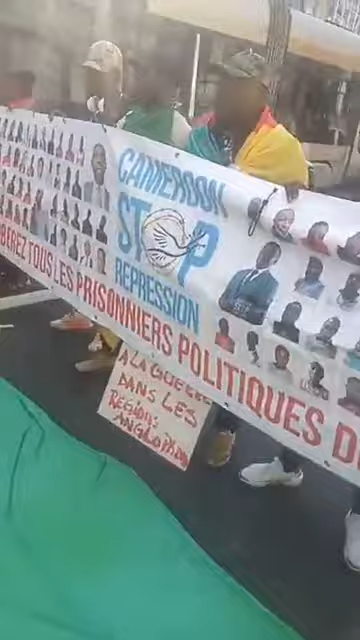 CAMEROON
STOP
REPRESSION
BÉREZ TOUS LES PRISONNIERS POLITIQUES D
A LA GUERRE
DANS LES
RÉGIONS
ANGLOPHON